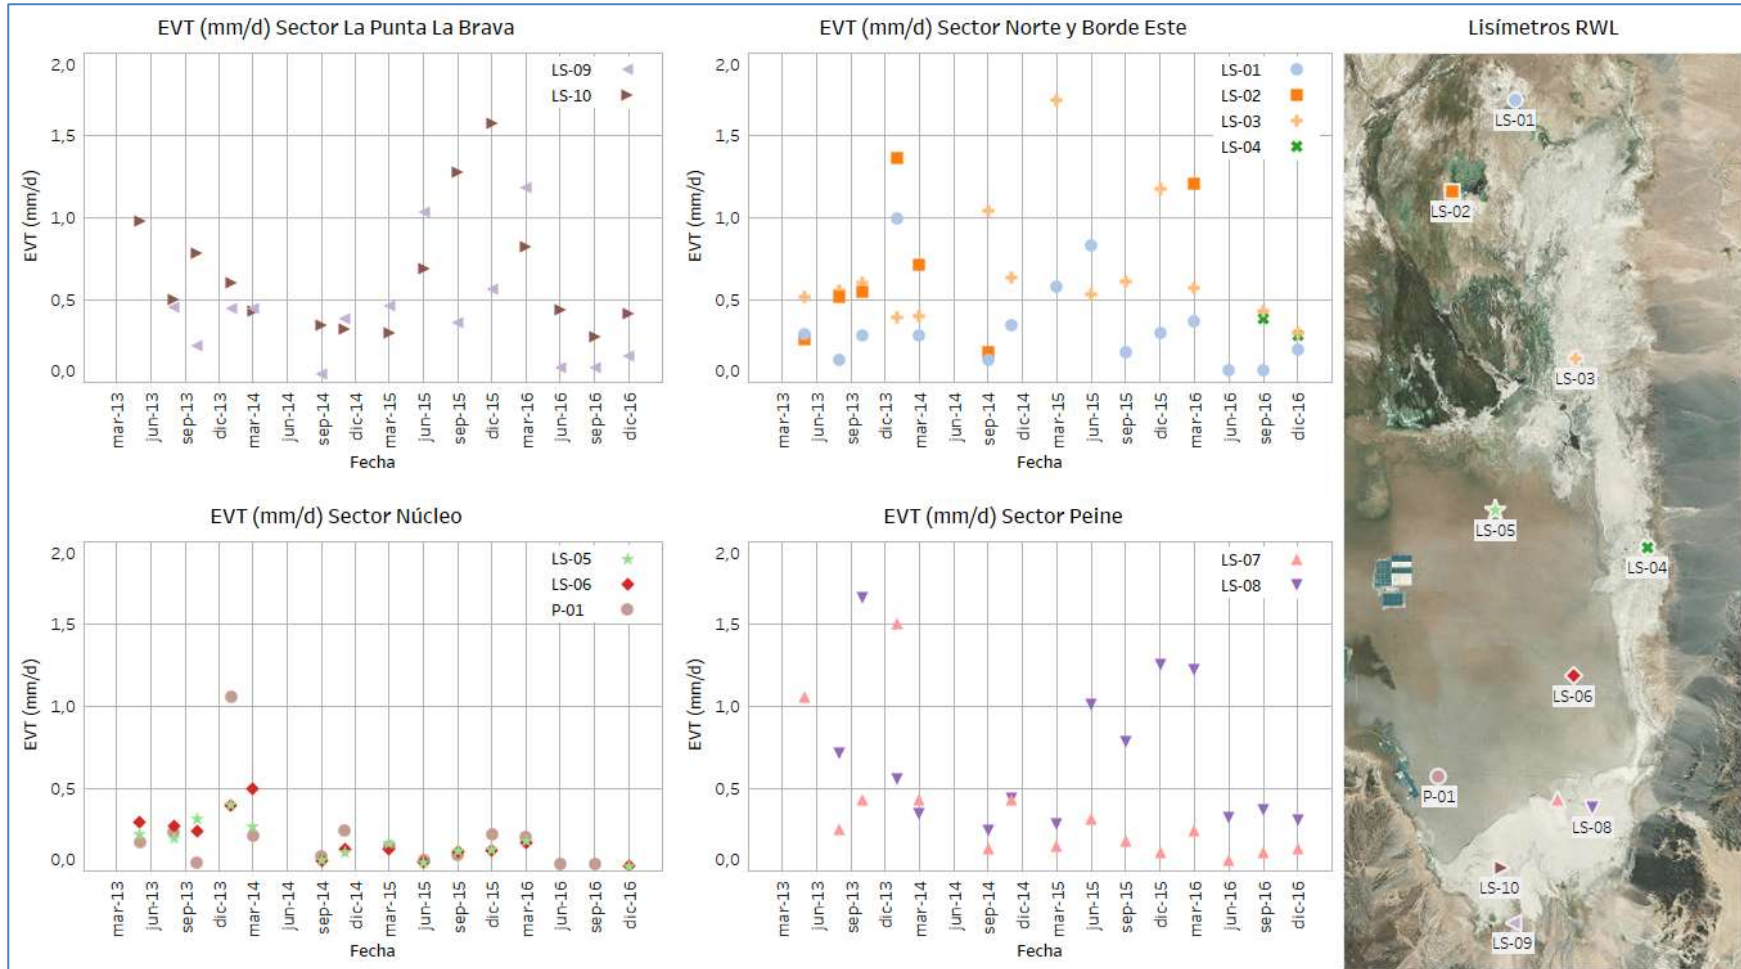 EVT (mm/d) Sector La Punta La Brava
EVT (mm/d)
2,0
1,5
1,0
0,5
0,0
LS-09
LS-10
mar-13
jun-13
sep-13
dic-13
mar-14
jun-14
sep-14
dic-14
mar-15
jun-15
sep-15
dic-15
mar-16
jun-16
sep-16
dic-16
Fecha
EVT (mm/d) Sector Norte y Borde Este
EVT (mm/d)
2,0
1,5
1,0
0,5
0,0
LS-01
LS-02
LS-03
LS-04
mar-13
jun-13
sep-13
dic-13
mar-14
jun-14
sep-14
dic-14
mar-15
jun-15
sep-15
dic-15
mar-16
jun-16
sep-16
dic-16
Fecha
EVT (mm/d) Sector Núcleo
EVT (mm/d)
2,0
1,5
1,0
0,5
0,0
LS-05
LS-06
P-01
mar-13
jun-13
sep-13
dic-13
mar-14
jun-14
sep-14
dic-14
mar-15
jun-15
sep-15
dic-15
mar-16
jun-16
sep-16
dic-16
Fecha
EVT (mm/d) Sector Peine
EVT (mm/d)
2,0
1,5
1,0
0,5
0,0
LS-07
LS-08
mar-13
jun-13
sep-13
dic-13
mar-14
jun-14
sep-14
dic-14
mar-15
jun-15
sep-15
dic-15
mar-16
jun-16
sep-16
dic-16
Fecha
Lisímetros RWL
LS-01
LS-02
LS-03
LS-05
LS-04
LS-06
P-01
LS-08
LS-10
LS-09